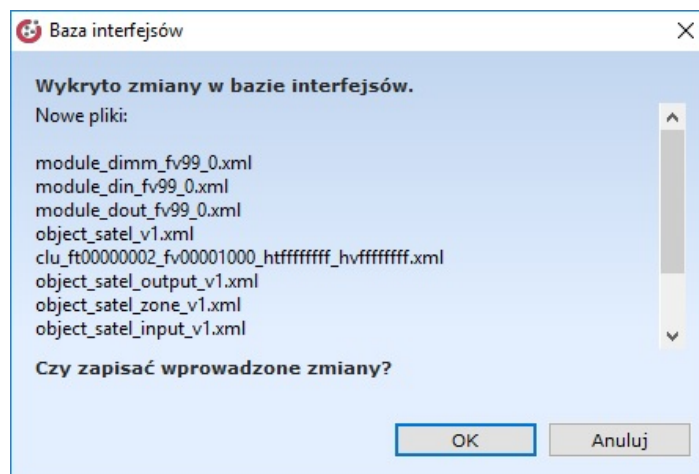 Baza interfejsów
Wykryto zmiany w bazie interfejsów.
Nowe pliki:
module_dimm_fv99_0.xml
module_din_fv99_0.xml
module_dout_fv99_0.xml
object_satel_v1.xml
clu_ft00000002_fv00001000_htffffffff_hvffffffff.xml
object_satel_output_v1.xml
object_satel_zone_v1.xml
object_satel_input_v1.xml
Czy zapisać wprowadzone zmiany?
OK Anuluj